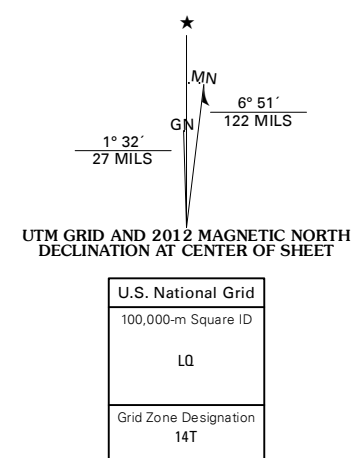 ★
MN
6° 51´
122 MILS
GN
1° 32´
27 MILS
UTM GRID AND 2012 MAGNETIC NORTH
DECLINATION AT CENTER OF SHEET
U.S. National Grid
100,000-m Square ID
LQ
Grid Zone Designation
14T